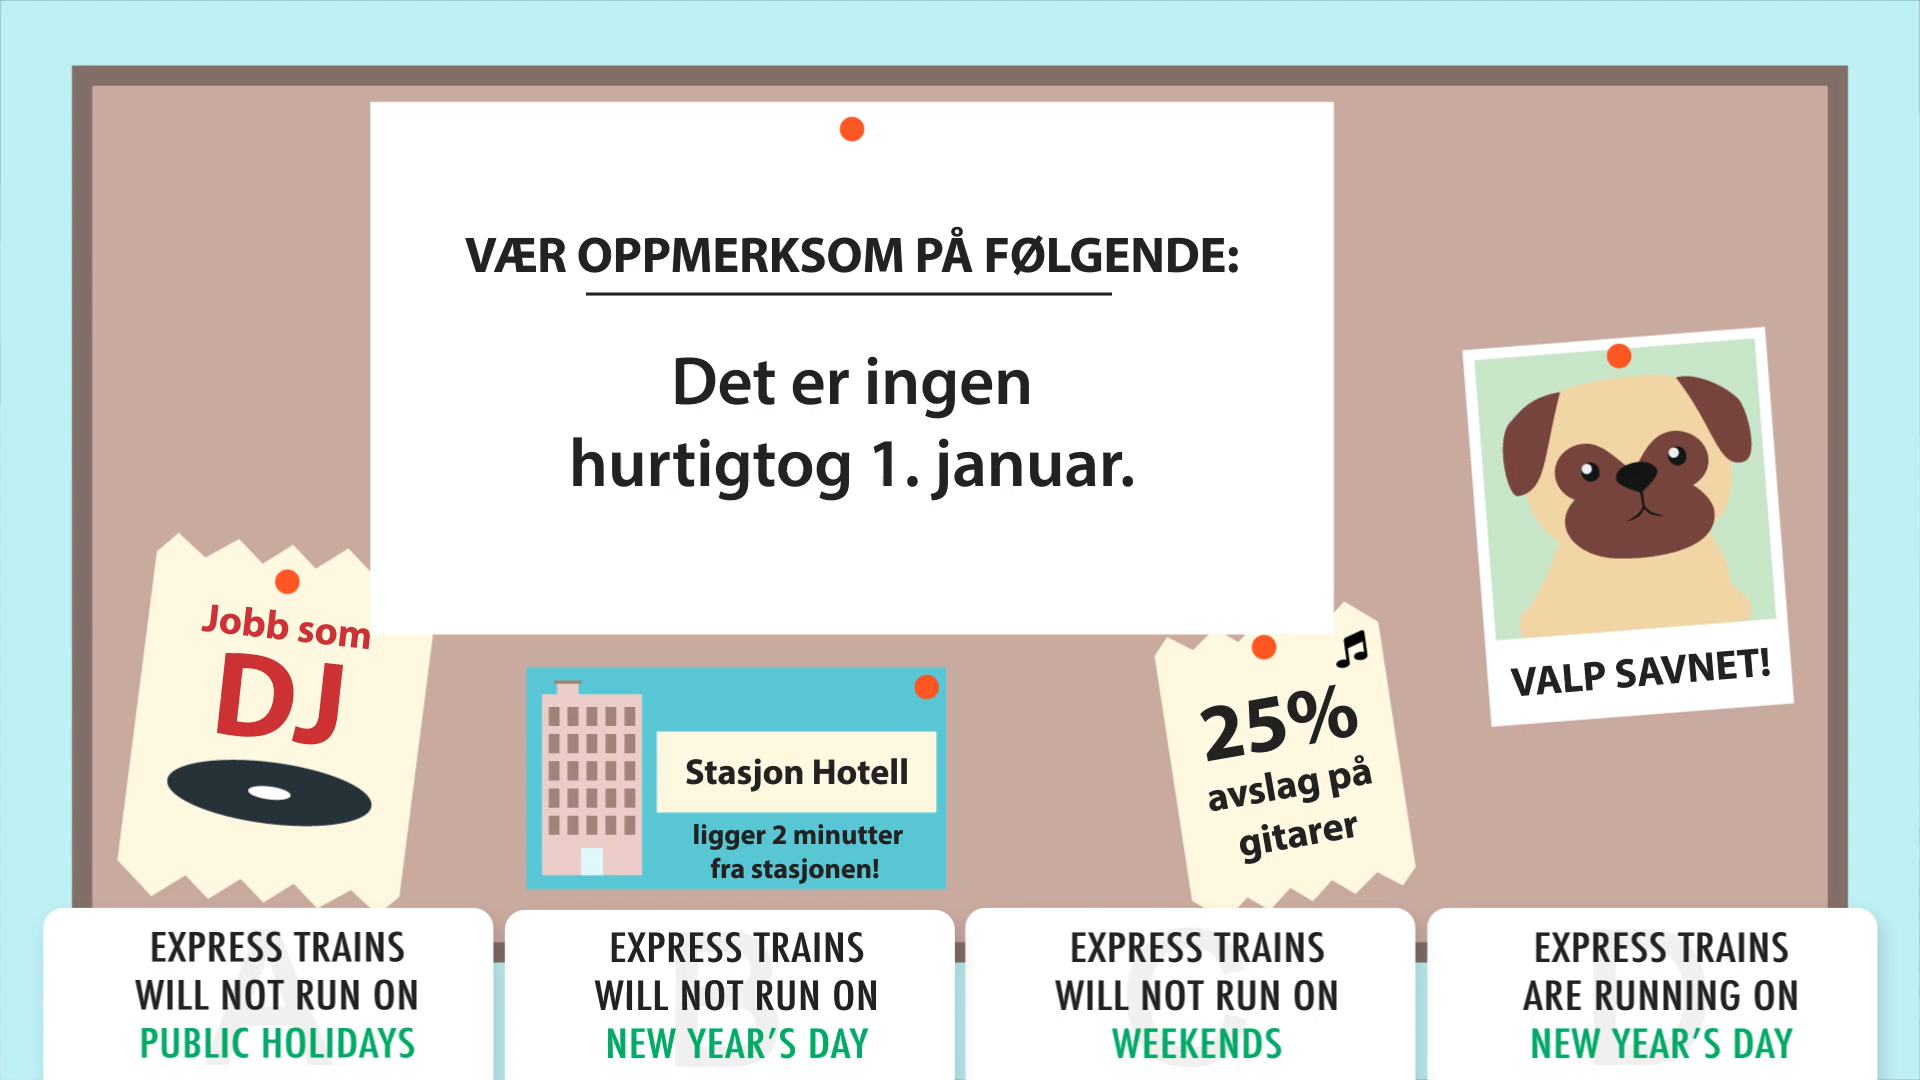 VÆR OPPMERKSOM PÅ FØLGENDE:
Det er ingen
hurtigtog 1. januar.
Jobb som
DJ
Stasjon Hotell
ligger 2 minutter
fra stasjonen!
25%
avslag på
gitarer
VALP SAVNET!
A
EXPRESS TRAINS
WILL NOT RUN ON
PUBLIC HOLIDAYS
B
EXPRESS TRAINS
WILL NOT RUN ON
NEW YEAR'S DAY
C
EXPRESS TRAINS
WILL NOT RUN ON
WEEKENDS
D
EXPRESS TRAINS
ARE RUNNING ON
NEW YEAR'S DAY